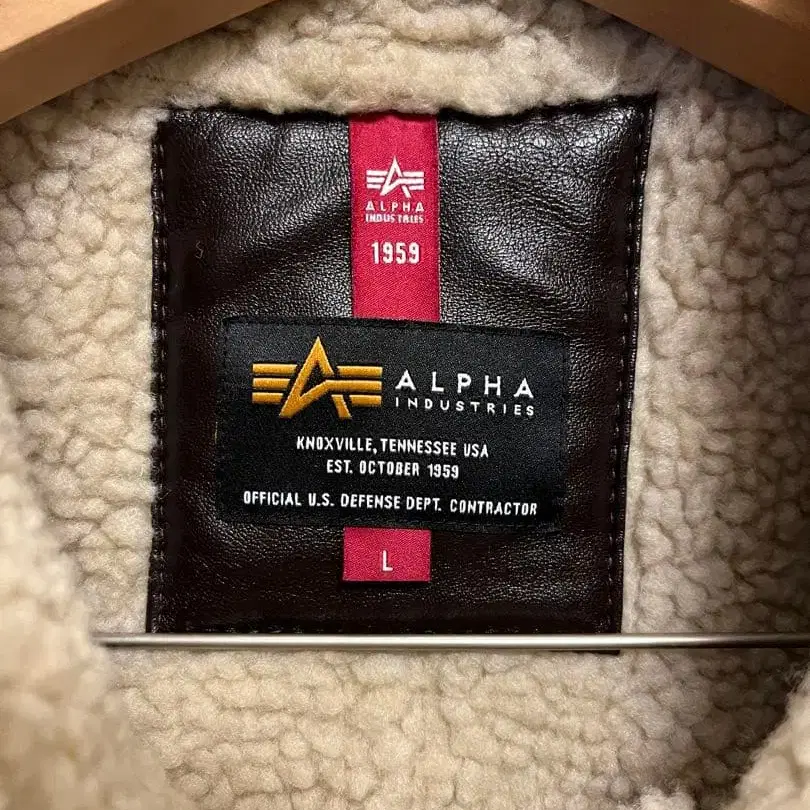 ALPHA
INDUSTRIES
1959
ALPHA
INDUSTRIES
KNOXVILLE, TENNESSEE USA
EST. OCTOBER 1959
OFFICIAL U.S. DEFENSE DEPT. CONTRACTOR
L